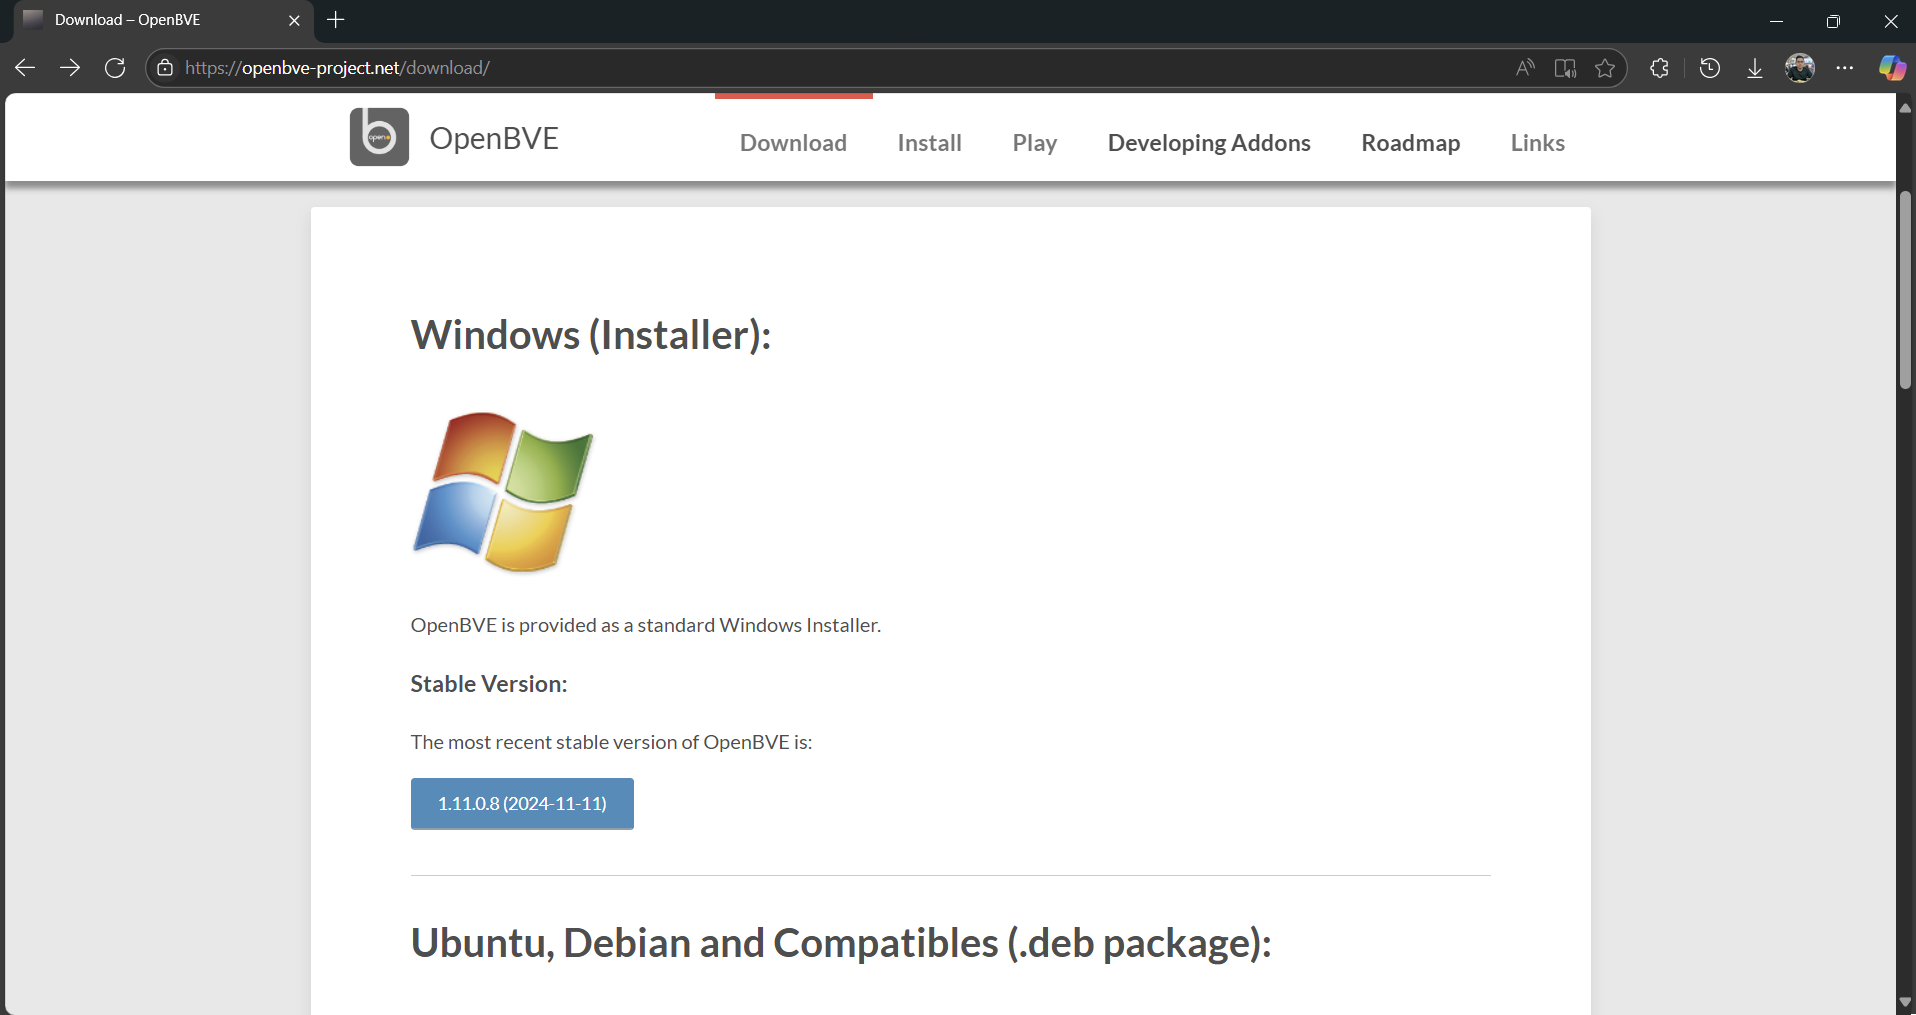 Download – OpenBVE
https://openbve-project.net/download/
open
OpenBVE
Download Install Play Developing Addons Roadmap Links
Windows (Installer):
OpenBVE is provided as a standard Windows Installer.
Stable Version:
The most recent stable version of OpenBVE is:
1.11.0.8 (2024-11-11)
Ubuntu, Debian and Compatibles (.deb package):